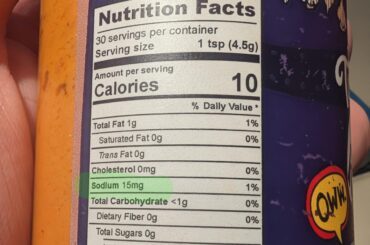 Nutrition Facts
30 servings per container
Serving size 1 tsp (4.5g)
Amount per serving
Calories 10
% Daily Value *
Total Fat 1g 1%
Saturated Fat 0g 0%
Trans Fat 0g
Cholesterol 0mg 0%
Sodium 15mg 1%
Total Carbohydrate <1g 0%
Dietary Fiber 0g 0%
Total Sugars 0g